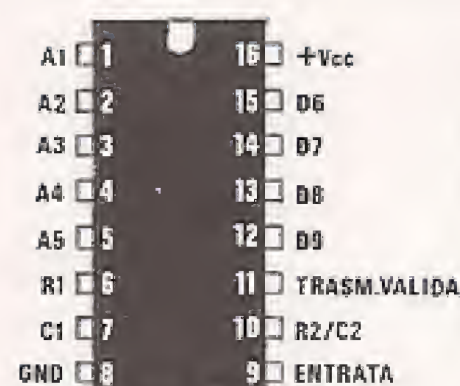 A1 1 16 +Vcc
A2 2 15 D6
A3 3 14 D7
A4 4 13 D8
A5 5 12 D9
R1 6 11 TRASM.VALIDA
C1 7 10 R2/C2
GND 8 9 ENTRATA